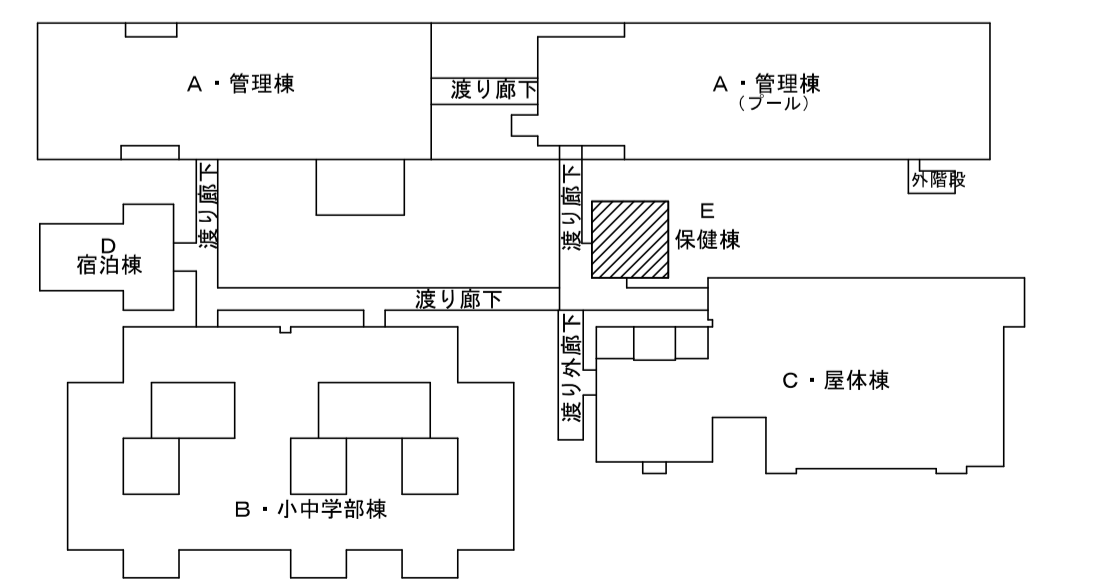 A・管理棟
渡り廊下
A・管理棟
(プール)
渡り廊下
渡り廊下
外階段
E
保健棟
D
宿泊棟
渡り廊下
渡り外廊下
C・屋体棟
B・小中学部棟